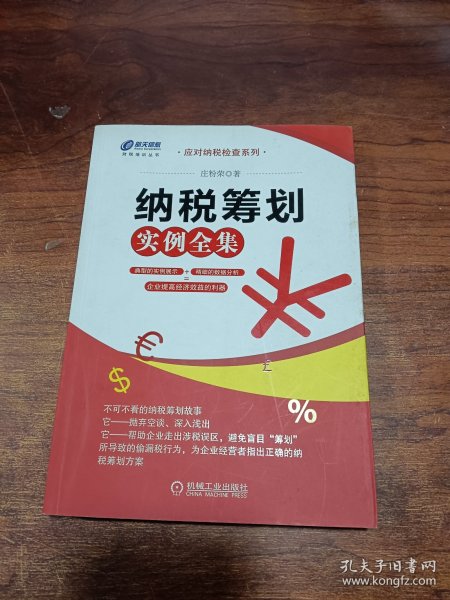 航天信息
财税培训丛书
·应对纳税检查系列·
庄粉荣◎著
纳税筹划
实例全集
典型的实例展示 + 精细的数据分析
=
企业提高经济效益的利器
€
£
$
%
不可不看的纳税筹划故事
它——抛弃空谈、深入浅出
它——帮助企业走出涉税误区，避免盲目“筹划”
所导致的偷漏税行为，为企业经营者指出正确的纳
税筹划方案
机械工业出版社
CHINA MACHINE PRESS
孔夫子旧书网
www.kongfz.com